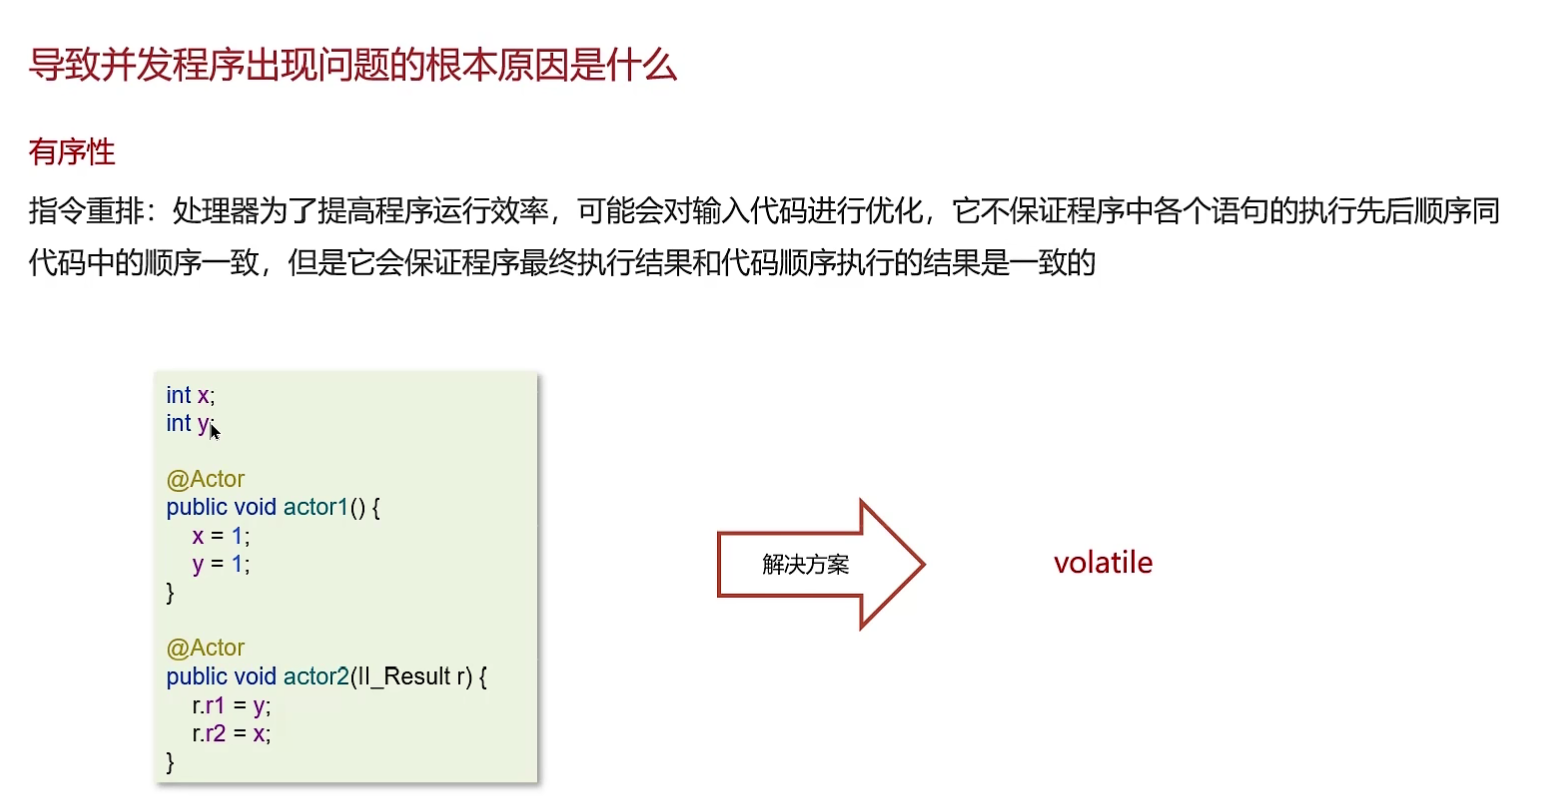 导致并发程序出现问题的根本原因是什么
有序性
指令重排：处理器为了提高程序运行效率，可能会对输入代码进行优化，它不保证程序中各个语句的执行先后顺序同
代码中的顺序一致，但是它会保证程序最终执行结果和代码顺序执行的结果是一致的
int x;
int y;
@Actor
public void actor1() {
x = 1;
y = 1;
}
@Actor
public void actor2(II_Result r) {
r.r1 = y;
r.r2 = x;
}
解决方案
volatile